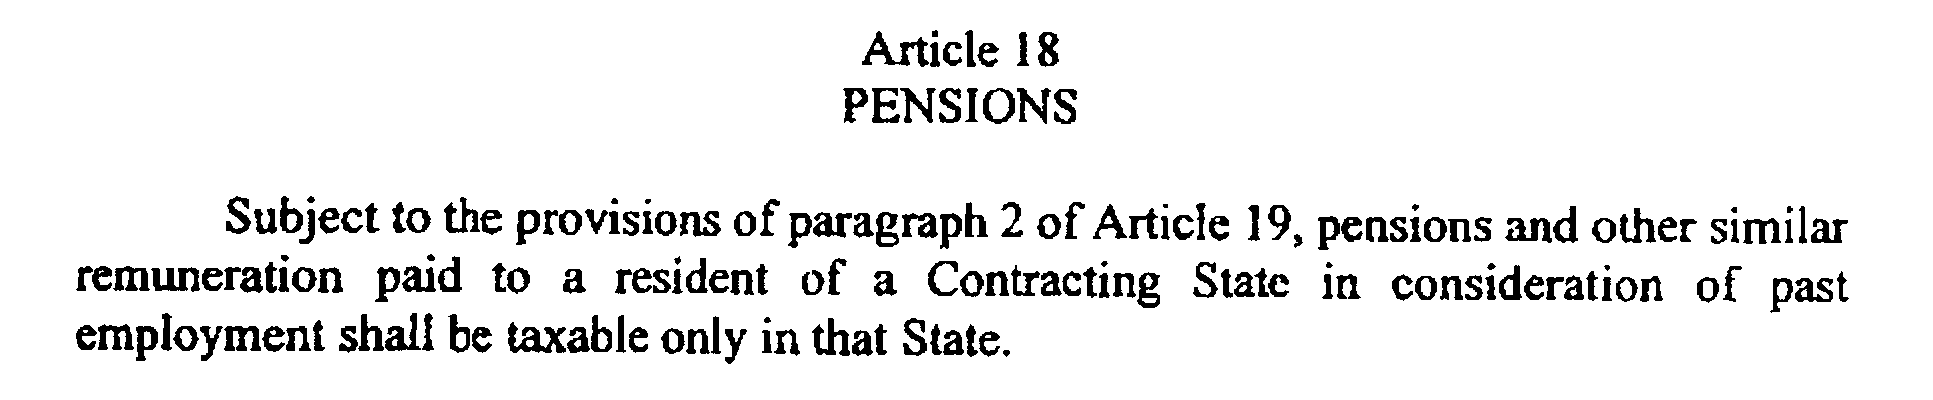 Article 18
PENSIONS
Subject to the provisions of paragraph 2 of Article 19, pensions and other similar
remuneration paid to a resident of a Contracting State in consideration of past
employment shall be taxable only in that State.